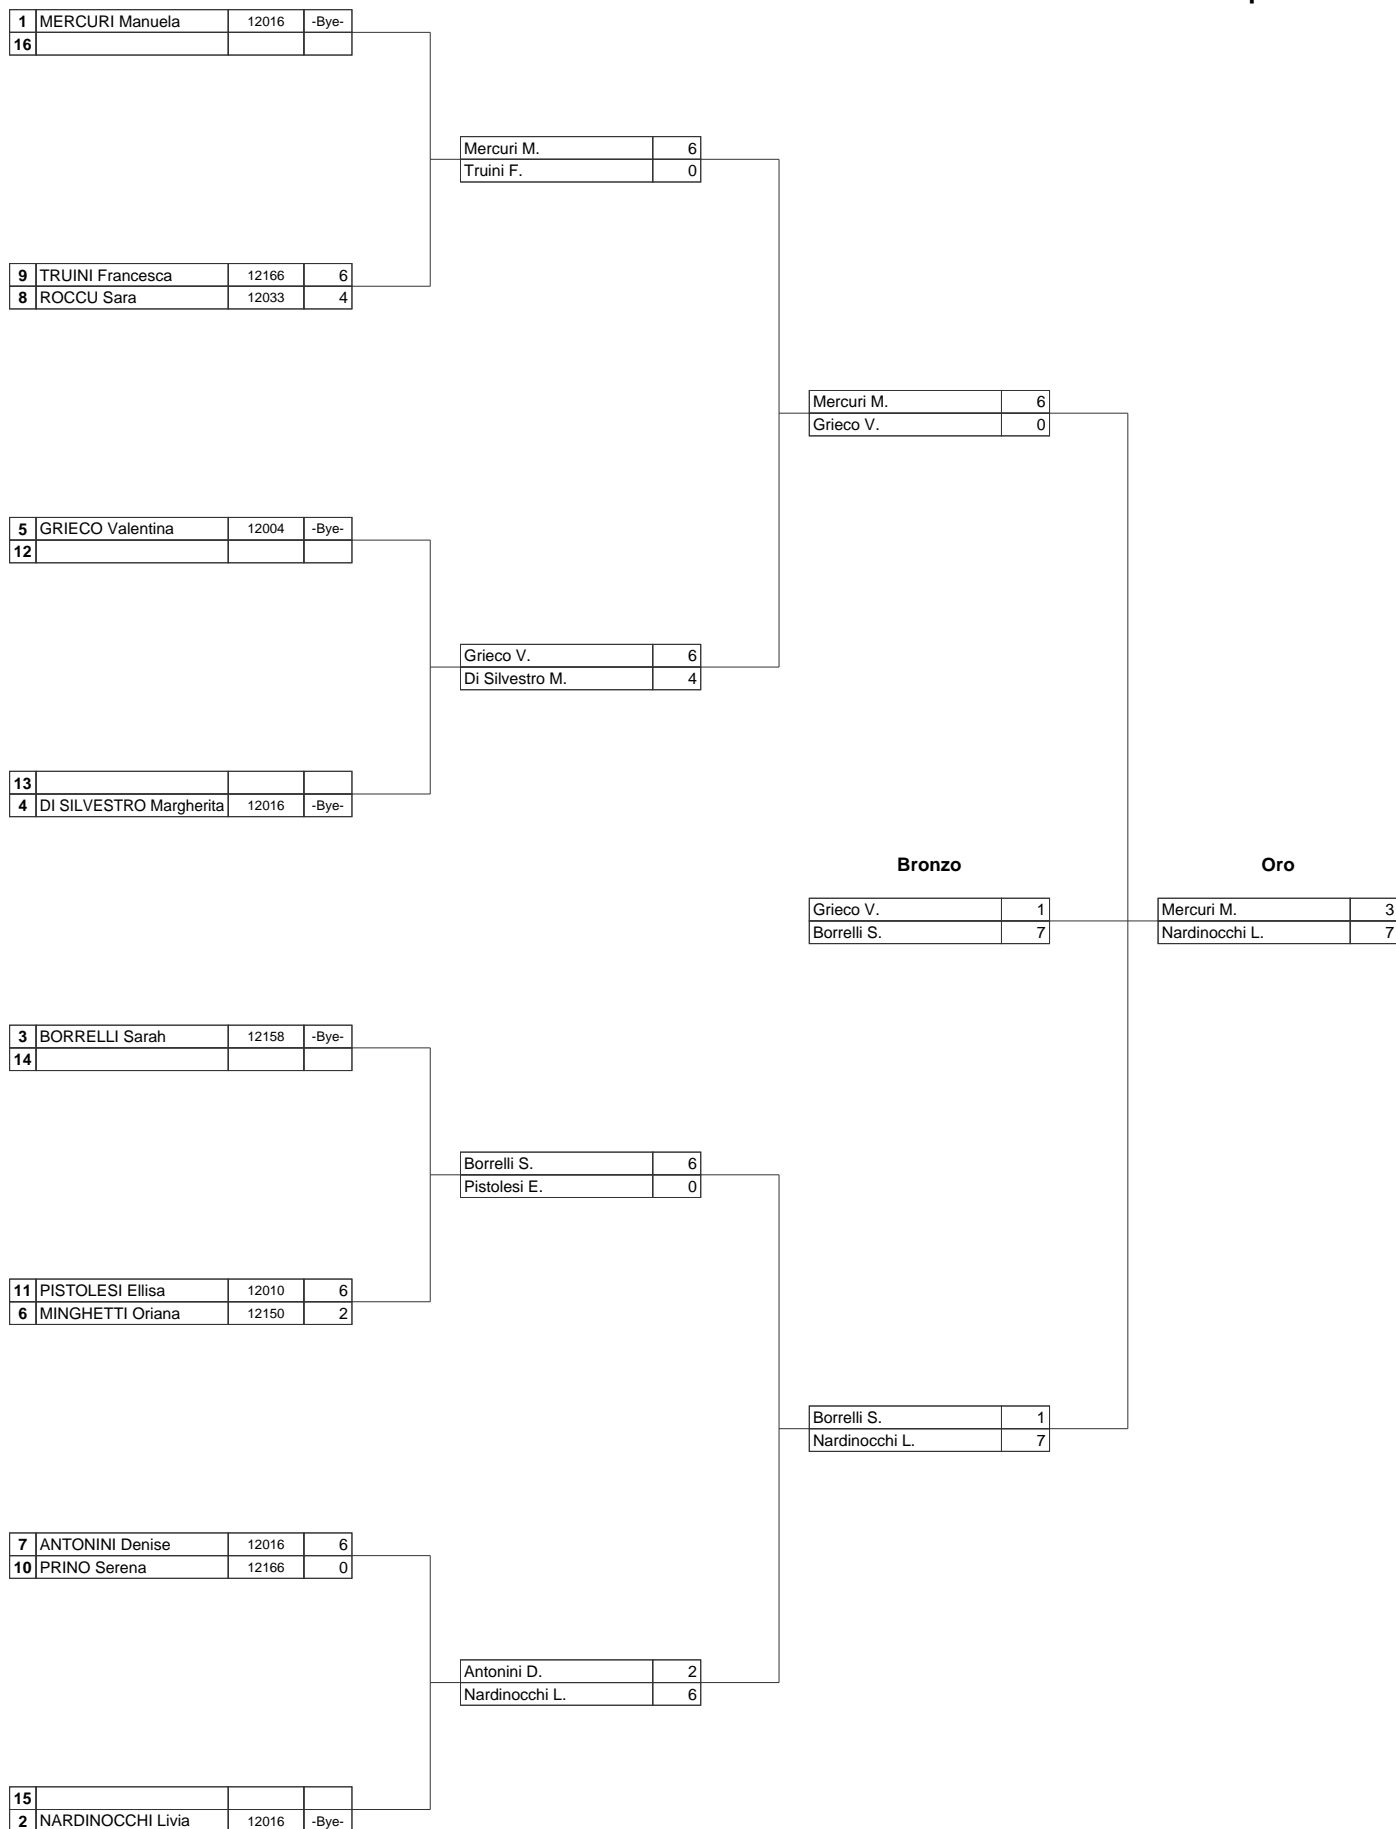 1 MERCURI Manuela 12016 -Bye-
16
Mercuri M. 6
Truini F. 0
9 TRUINI Francesca 12166 6
8 ROCCU Sara 12033 4
Mercuri M. 6
Grieco V. 0
5 GRIECO Valentina 12004 -Bye-
12
Grieco V. 6
Di Silvestro M. 4
13
4 DI SILVESTRO Margherita 12016 -Bye-
Bronzo Oro
Grieco V. 1 Mercuri M. 3
Borrelli S. 7 Nardinocchi L. 7
3 BORRELLI Sarah 12158 -Bye-
14
Borrelli S. 6
Pistolesi E. 0
11 PISTOLESI Ellisa 12010 6
6 MINGHETTI Oriana 12150 2
Borrelli S. 1
Nardinocchi L. 7
7 ANTONINI Denise 12016 6
10 PRINO Serena 12166 0
Antonini D. 2
Nardinocchi L. 6
15
2 NARDINOCCHI Livia 12016 -Bye-